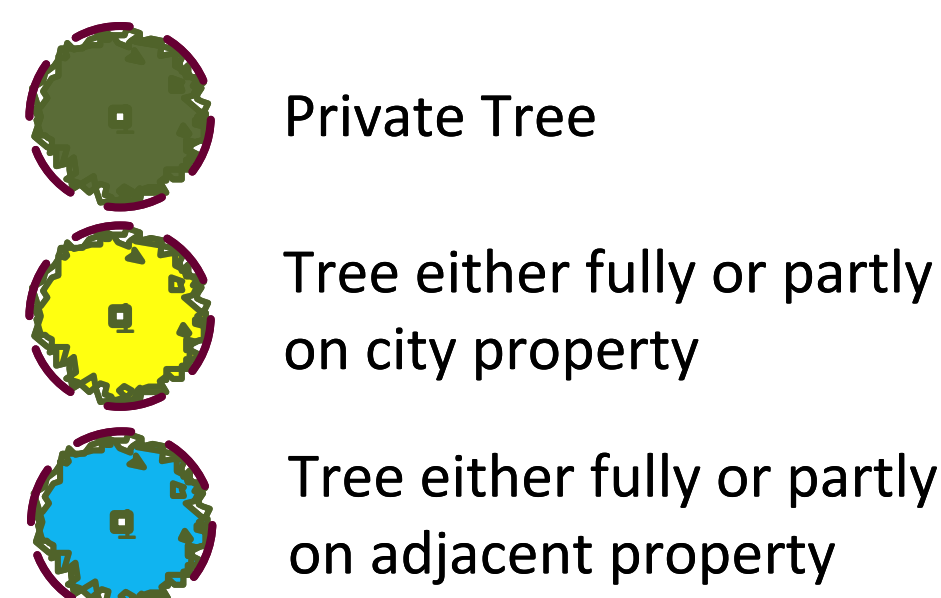 Private Tree
Tree either fully or partly
on city property
Tree either fully or partly
on adjacent property